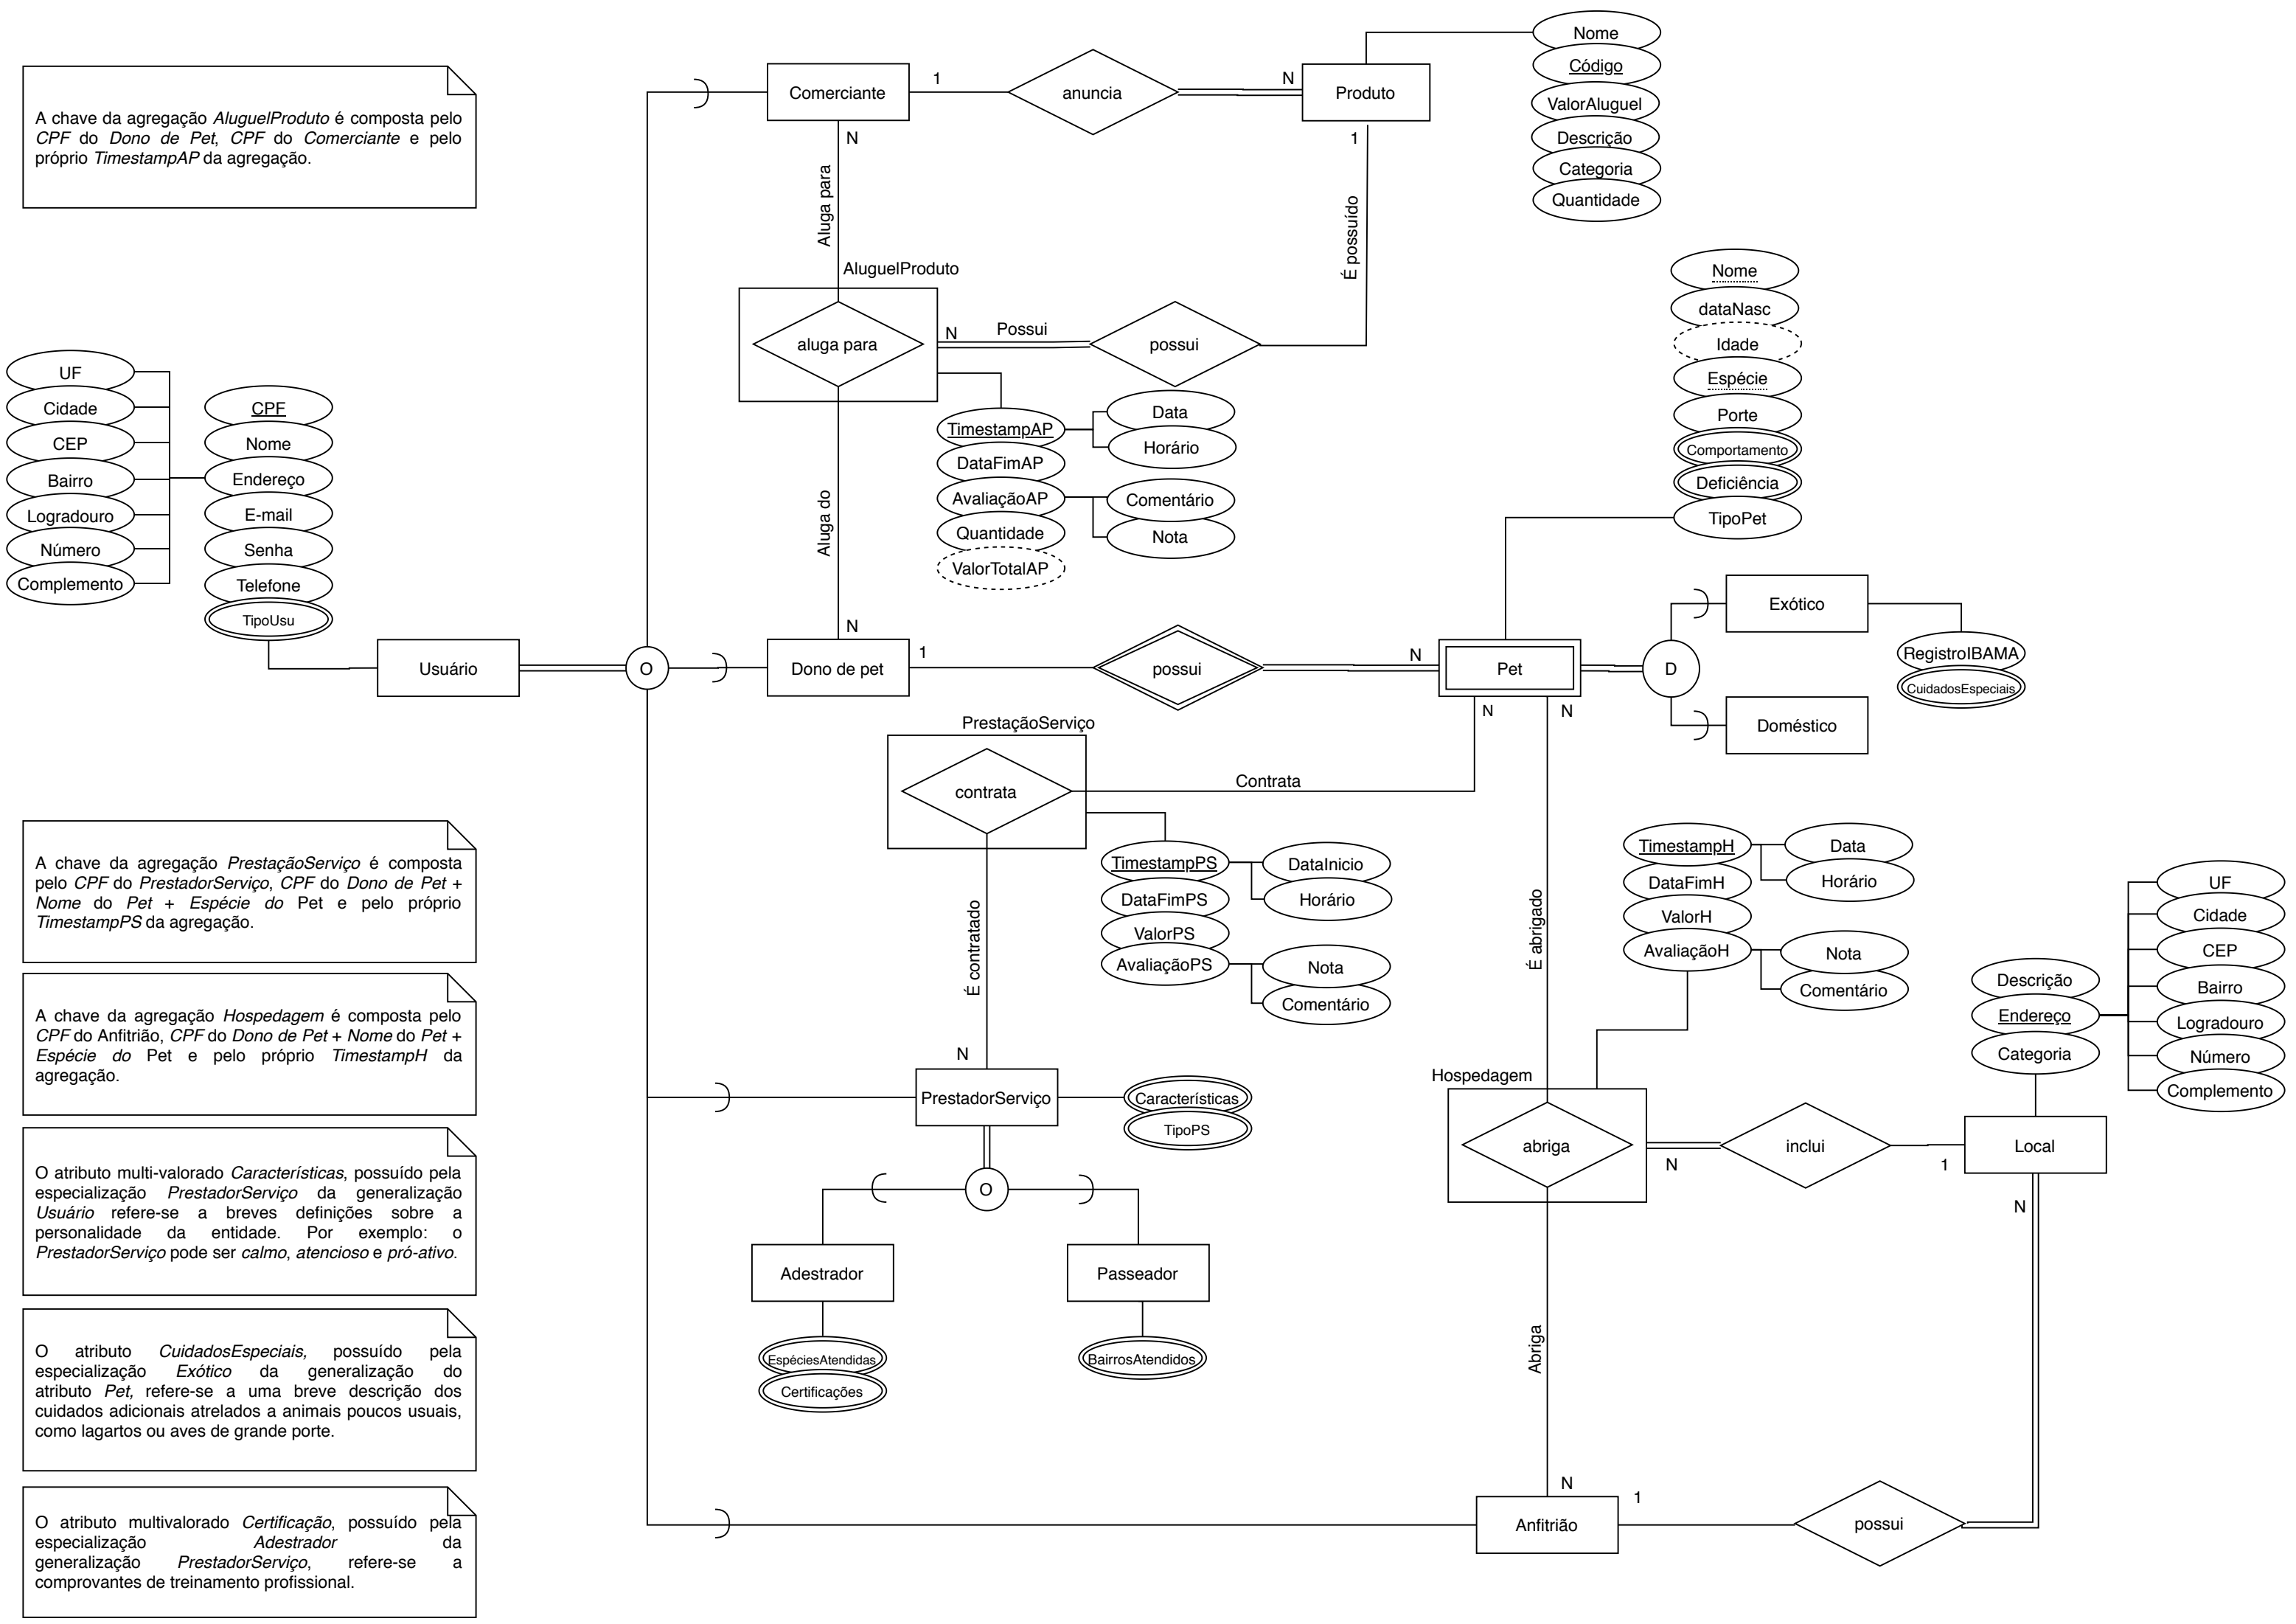 A chave da agregação AluguelProduto é composta pelo
CPF do Dono de Pet, CPF do Comerciante e pelo
próprio TimestampAP da agregação.
Comerciante
1
anuncia
N
Produto
Nome
Código
ValorAluguel
Descrição
Categoria
Quantidade
N
Aluga para
1
É possuído
AluguelProduto
aluga para
N
Possui
possui
TimestampAP
Data
Horário
DataFimAP
AvaliaçãoAP
Comentário
Nota
Quantidade
ValorTotalAP
Aluga do
N
Nome
dataNasc
Idade
Espécie
Porte
Comportamento
Deficiência
TipoPet
UF
Cidade
CEP
Bairro
Logradouro
Número
Complemento
CPF
Nome
Endereço
E-mail
Senha
Telefone
TipoUsu
Usuário
O
Dono de pet
1
possui
N
Pet
D
Exótico
RegistroIBAMA
CuidadosEspeciais
Doméstico
N
N
PrestaçãoServiço
contrata
Contrata
TimestampPS
DataInicio
Horário
DataFimPS
ValorPS
AvaliaçãoPS
Nota
Comentário
É contratado
N
É abrigado
TimestampH
Data
Horário
DataFimH
ValorH
AvaliaçãoH
Nota
Comentário
Descrição
Endereço
Categoria
UF
Cidade
CEP
Bairro
Logradouro
Número
Complemento
A chave da agregação PrestaçãoServiço é composta
pelo CPF do PrestadorServiço, CPF do Dono de Pet +
Nome do Pet + Espécie do Pet e pelo próprio
TimestampPS da agregação.
A chave da agregação Hospedagem é composta pelo
CPF do Anfitrião, CPF do Dono de Pet + Nome do Pet +
Espécie do Pet e pelo próprio TimestampH da
agregação.
PrestadorServiço
Características
TipoPS
O
Adestrador
Passeador
EspéciesAtendidas
Certificações
BairrosAtendidos
Hospedagem
abriga
N
inclui
1
Local
N
Abriga
N
Anfitrião
1
possui
O atributo multi-valorado Características, possuído pela
especialização PrestadorServiço da generalização
Usuário refere-se a breves definições sobre a
personalidade da entidade. Por exemplo: o
PrestadorServiço pode ser calmo, atencioso e pró-ativo.
O atributo CuidadosEspeciais, possuído pela
especialização Exótico da generalização do
atributo Pet, refere-se a uma breve descrição dos
cuidados adicionais atrelados a animais poucos usuais,
como lagartos ou aves de grande porte.
O atributo multivalorado Certificação, possuído pela
especialização Adestrador da
generalização PrestadorServiço, refere-se a
comprovantes de treinamento profissional.